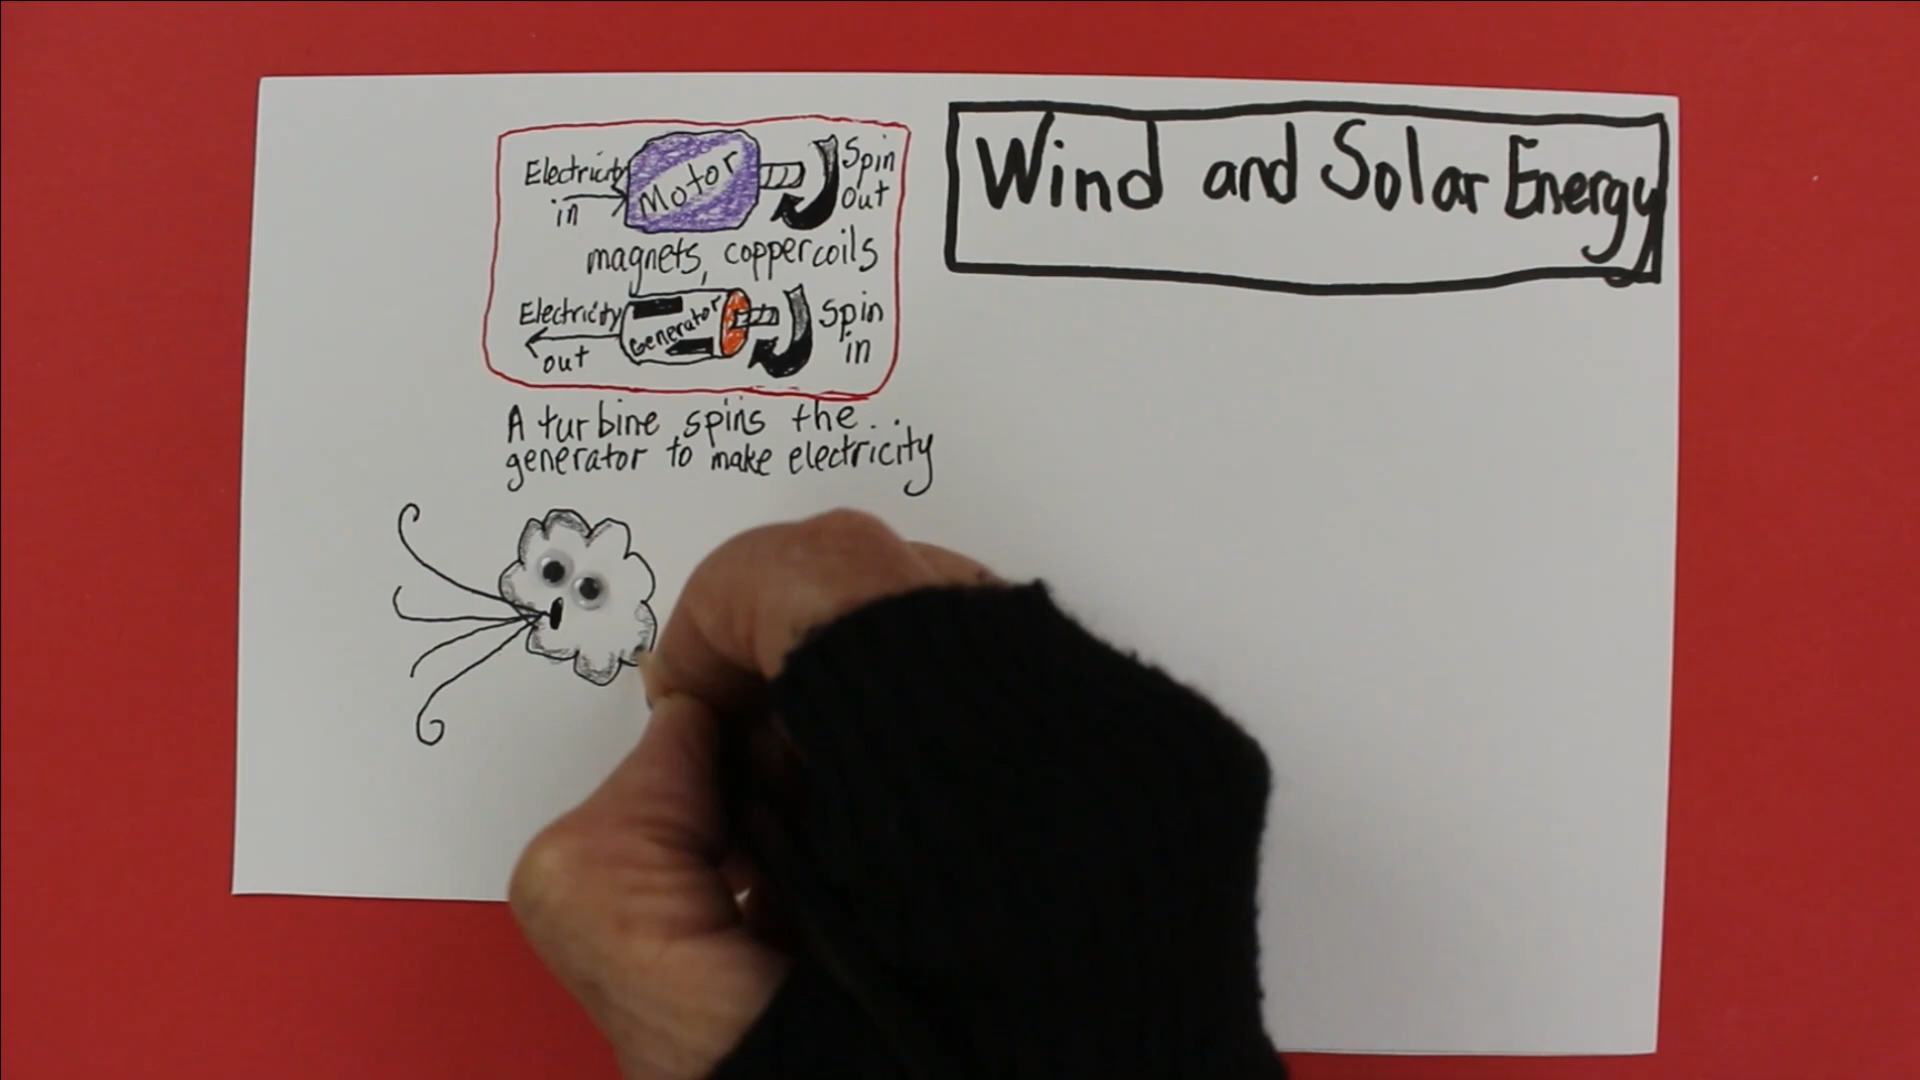 Wind and Solar Energy
Electricity
in
Motor
Spin
out
magnets, copper coils
Electricity
out
Generator
Spin
in
A turbine spins the
generator to make electricity